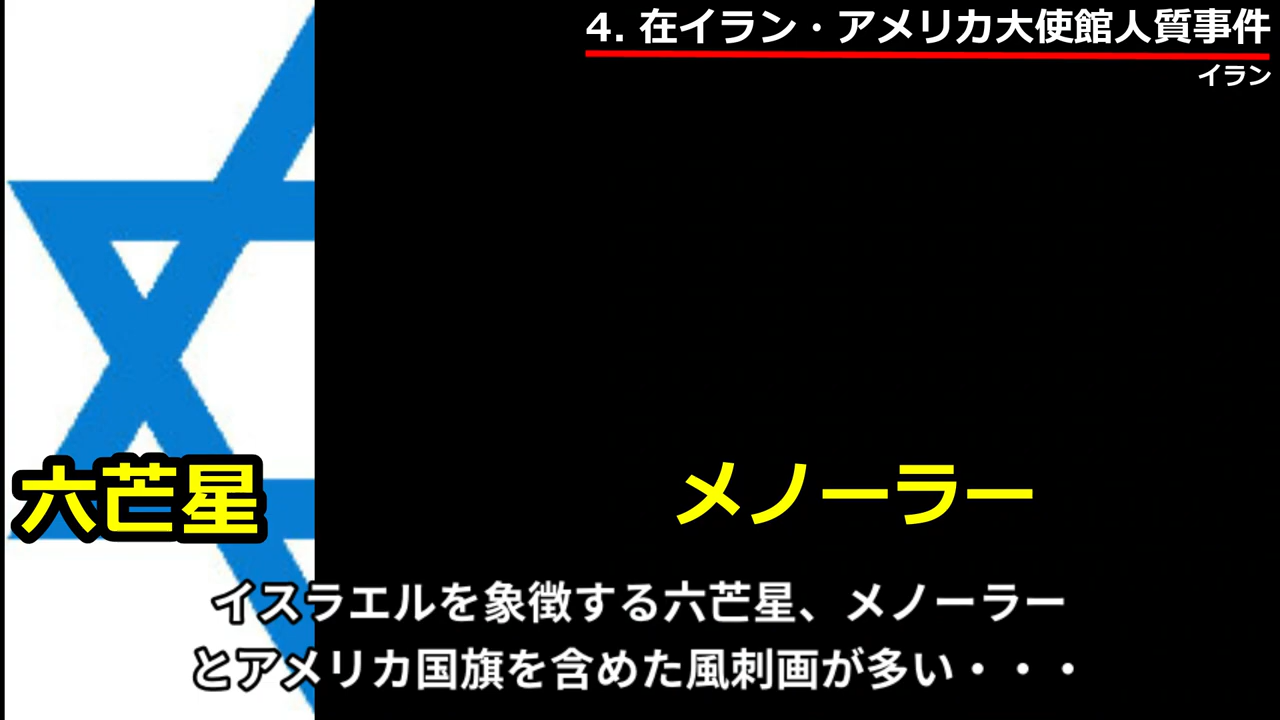 4. 在イラン・アメリカ大使館人質事件
イラン
六芒星
メノーラー
イスラエルを象徴する六芒星、メノーラー
とアメリカ国旗を含めた風刺画が多い・・・